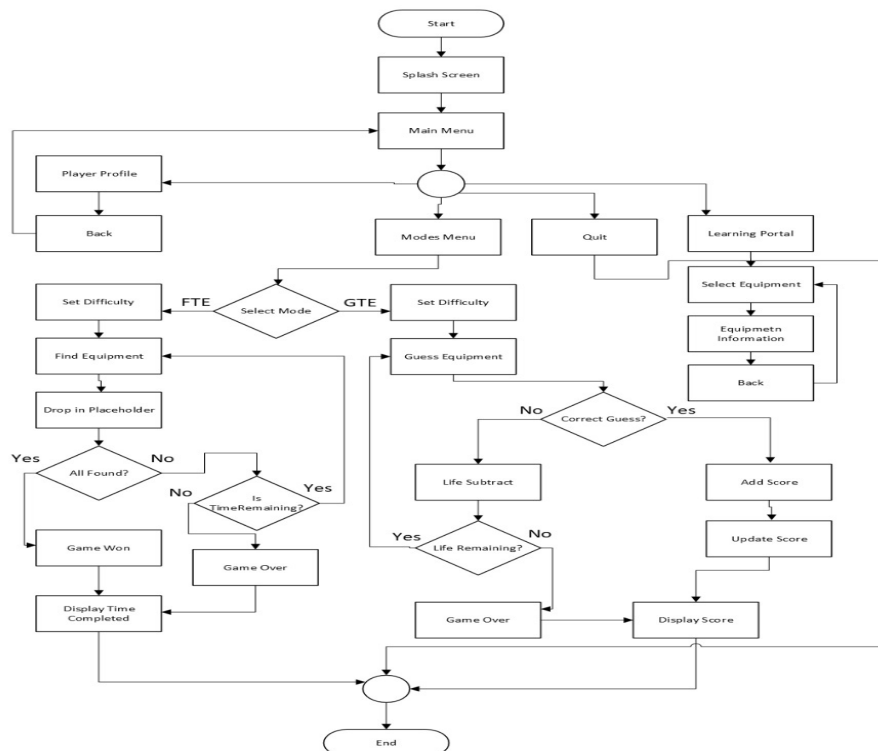 Start
Splash Screen
Main Menu
Player Profile
Back
Modes Menu
Quit
Learning Portal
Select Equipment
Equipmetn
Information
Back
Set Difficulty
FTE
Select Mode
GTE
Set Difficulty
Find Equipment
Guess Equipment
Drop in Placeholder
No
Correct Guess?
Yes
Yes
All Found?
No
No
Is
TimeRemaining?
Yes
Life Subtract
Add Score
Game Won
Game Over
Yes
Life Remaining?
No
Update Score
Display Time
Completed
Game Over
Display Score
End